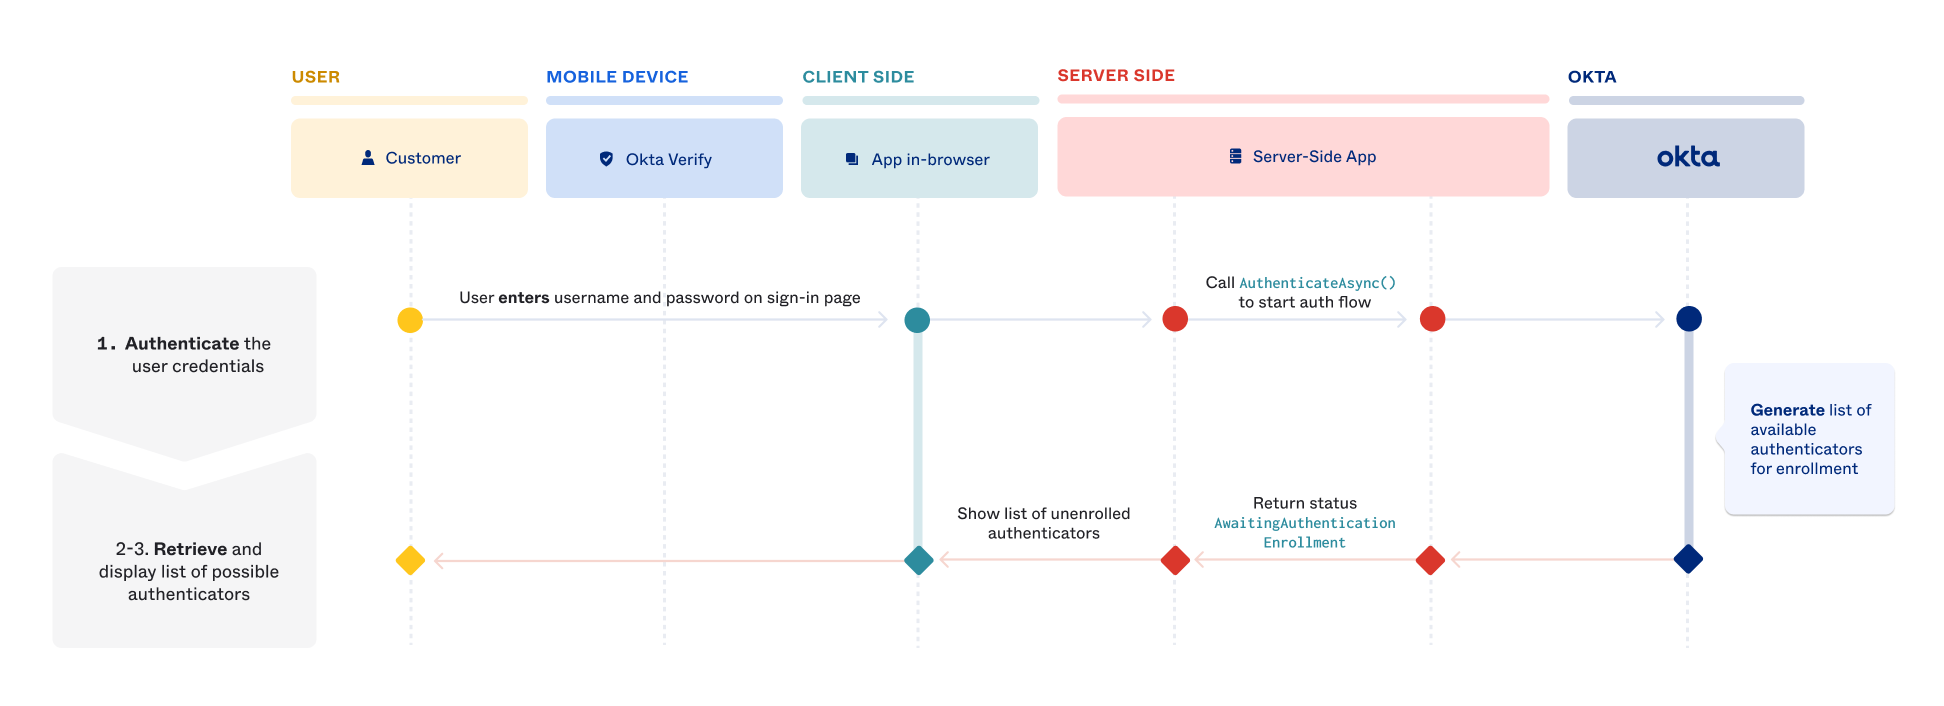 USER
MOBILE DEVICE
CLIENT SIDE
SERVER SIDE
OKTA
Customer
Okta Verify
App in-browser
Server-Side App
okta
1. Authenticate the
user credentials
User enters username and password on sign-in page
Call AuthenticateAsync()
to start auth flow
Generate list of
available
authenticators
for enrollment
2-3. Retrieve and
display list of possible
authenticators
Show list of unenrolled
authenticators
Return status
AwaitingAuthentication
Enrollment